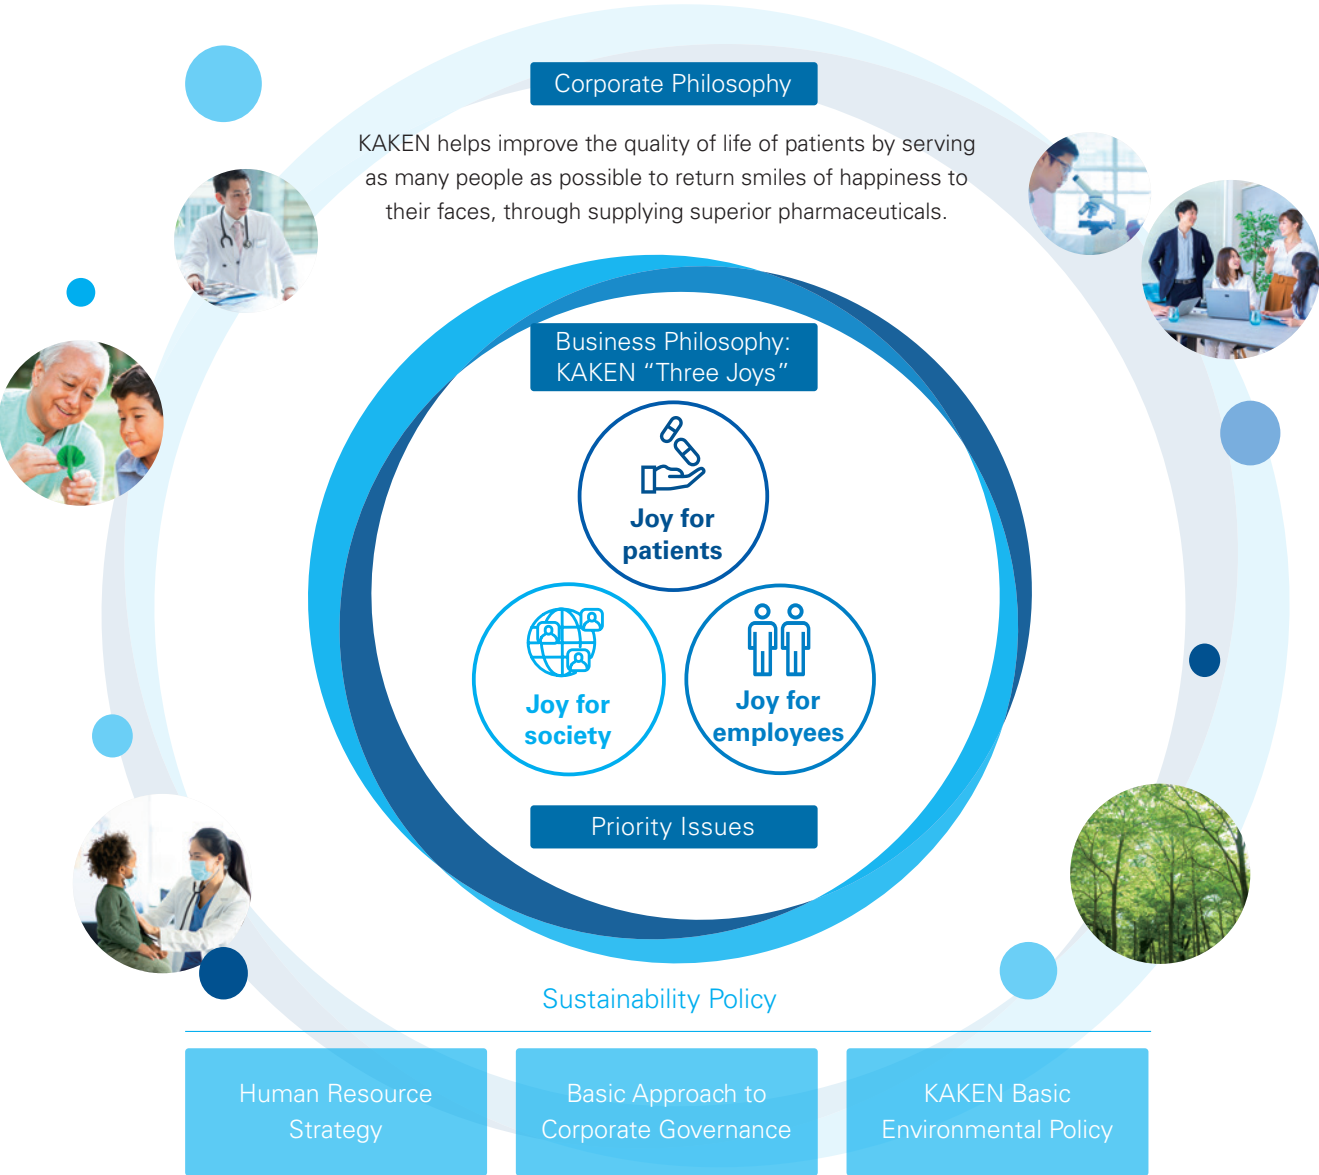 Corporate Philosophy
KAKEN helps improve the quality of life of patients by serving
as many people as possible to return smiles of happiness to
their faces, through supplying superior pharmaceuticals.
Business Philosophy:
KAKEN “Three Joys”
Joy for
patients
Joy for
society
Joy for
employees
Priority Issues
Sustainability Policy
Human Resource
Strategy
Basic Approach to
Corporate Governance
KAKEN Basic
Environmental Policy